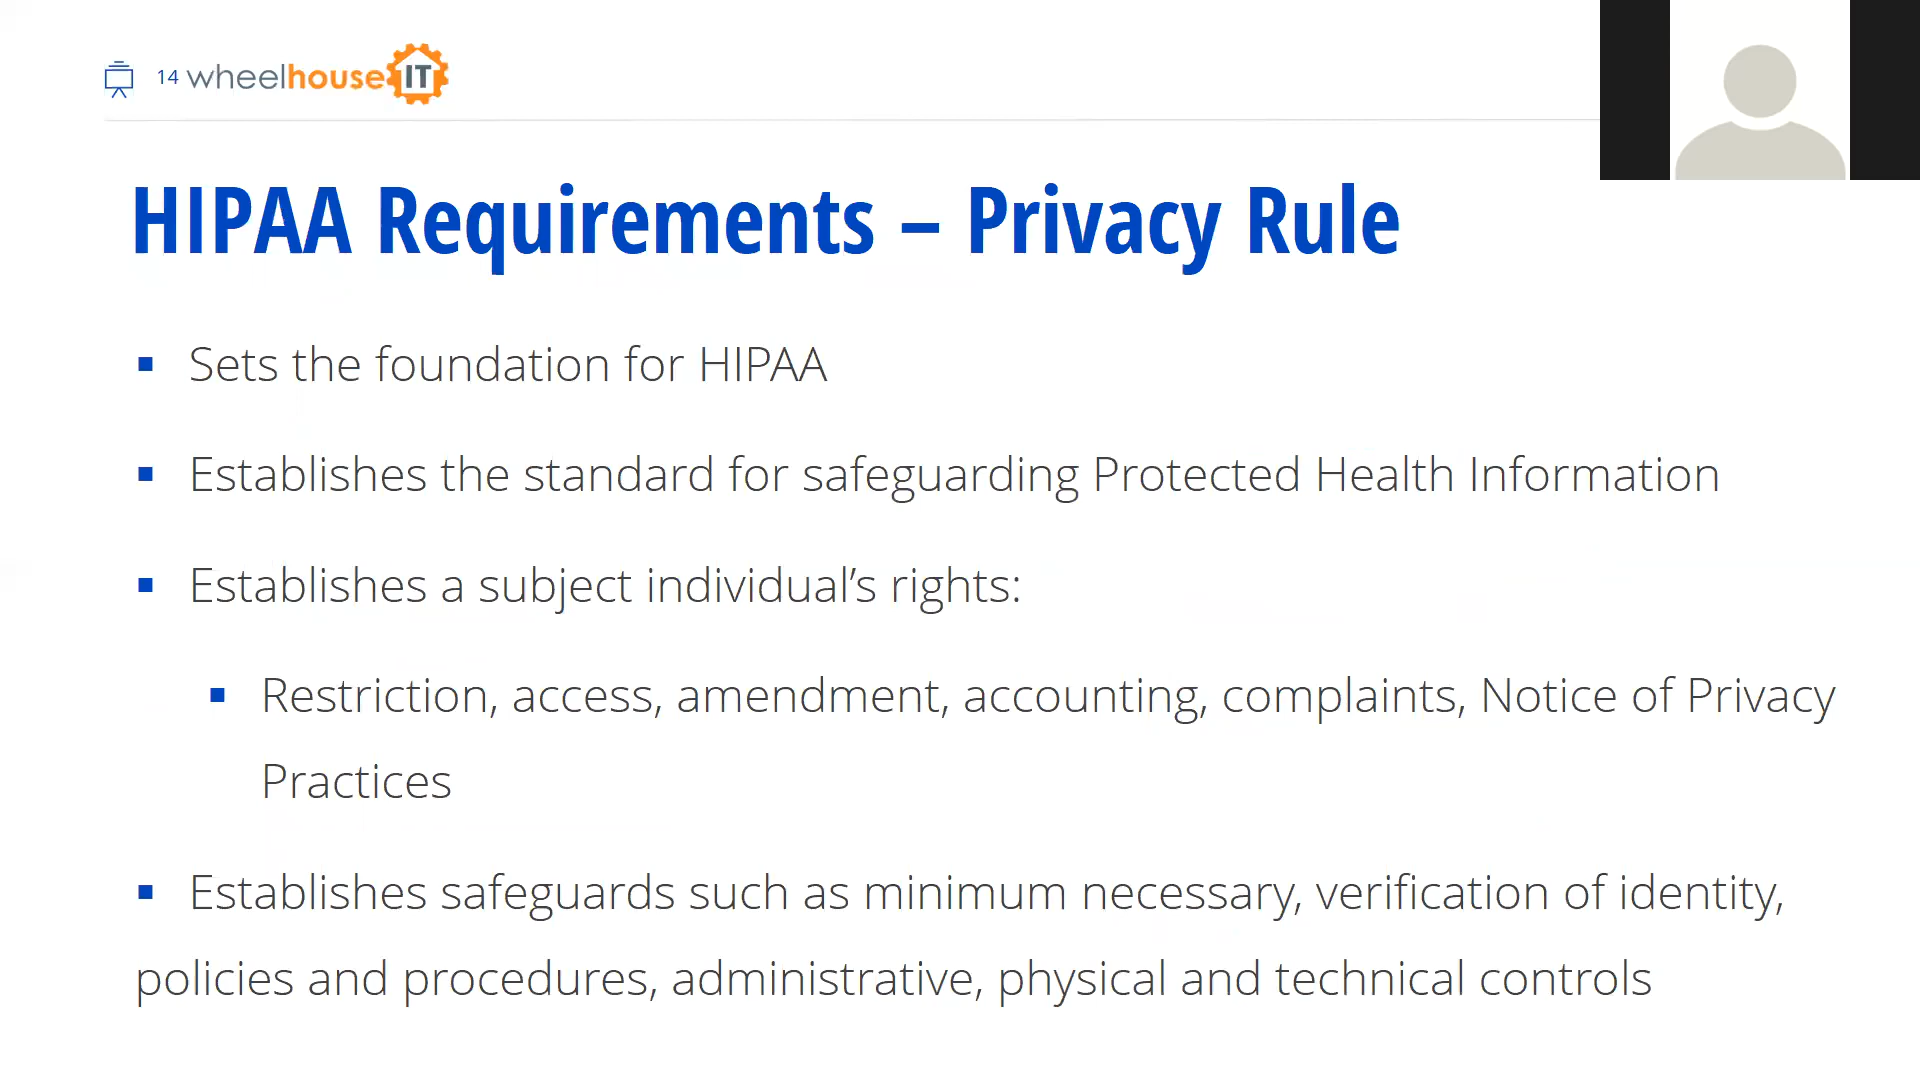 14 wheelhouseIT
HIPAA Requirements – Privacy Rule
▪ Sets the foundation for HIPAA
▪ Establishes the standard for safeguarding Protected Health Information
▪ Establishes a subject individual’s rights:
▪ Restriction, access, amendment, accounting, complaints, Notice of Privacy
Practices
▪ Establishes safeguards such as minimum necessary, verification of identity,
policies and procedures, administrative, physical and technical controls